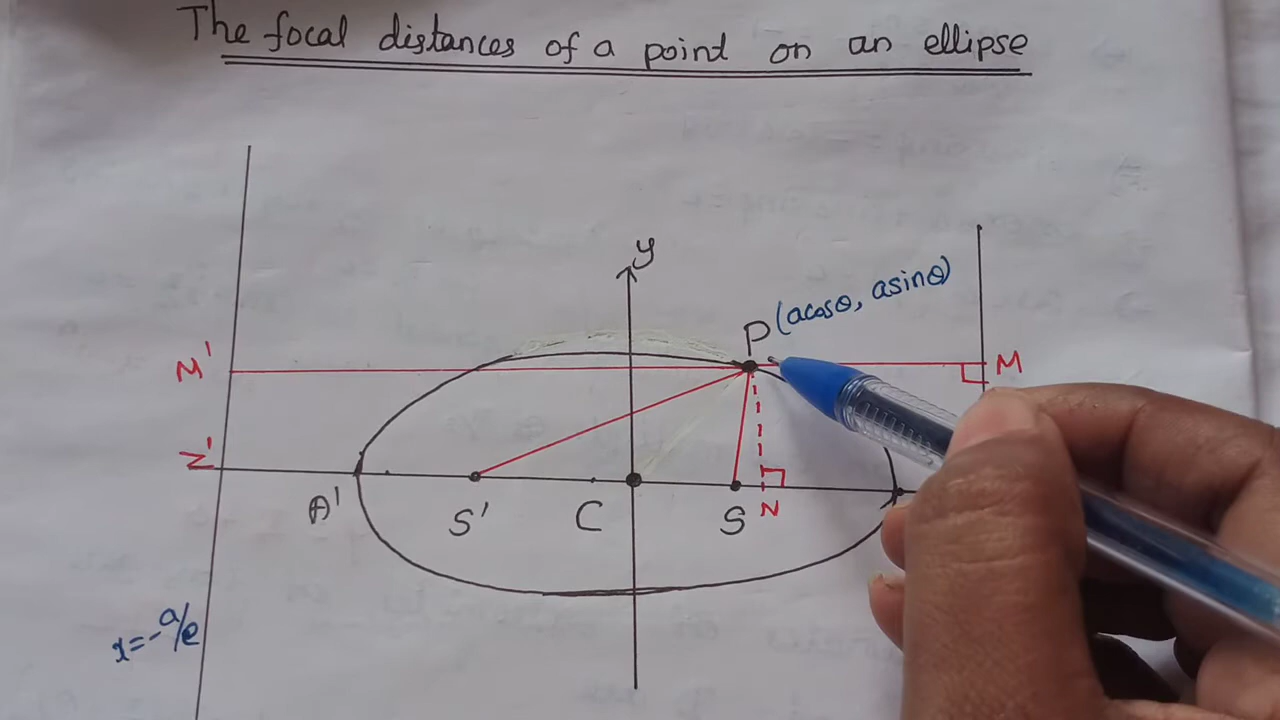 The focal distances of a point on an ellipse
y
P (acosθ, asinθ)
M' M
Z'
A' S' C S N
x=-a/e